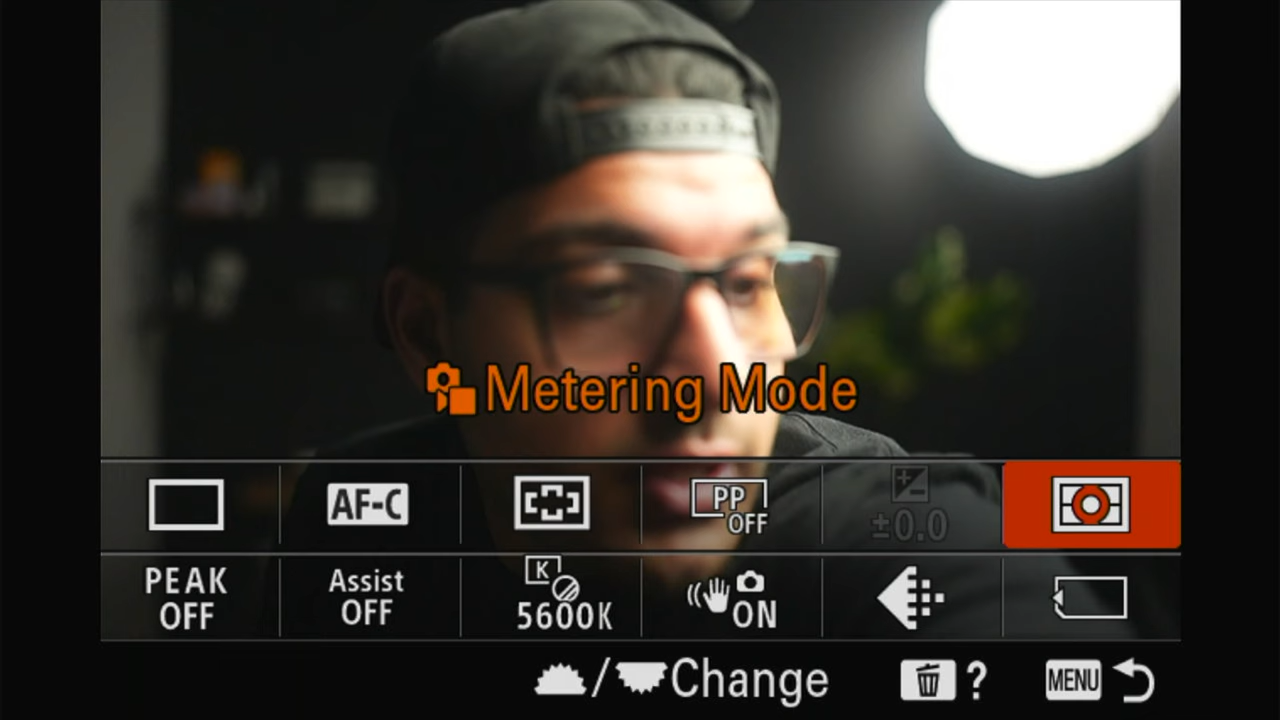 Metering Mode
AF-C
PP
OFF
±0.0
PEAK
OFF
Assist
OFF
K
5600K
ON
/ Change
?
MENU